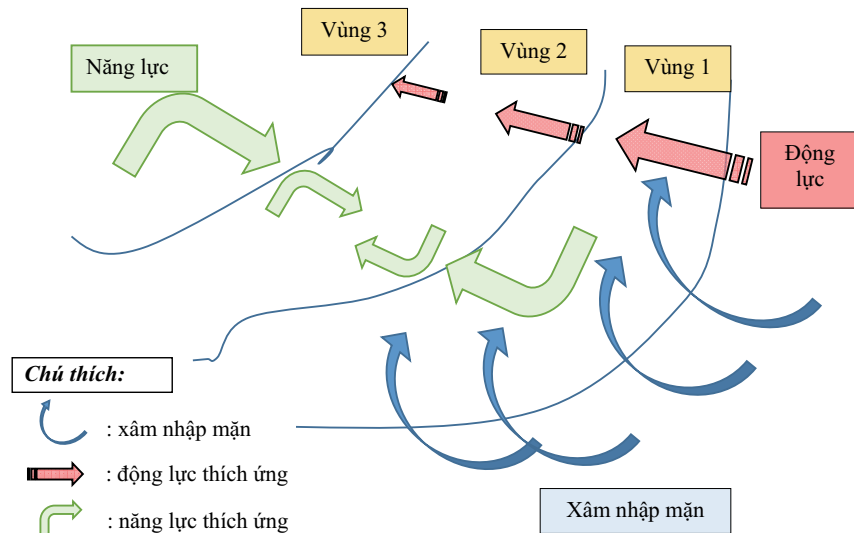 Vùng 3
Vùng 2
Vùng 1
Năng lực
Động
lực
Chú thích:
: xâm nhập mặn
: động lực thích ứng
: năng lực thích ứng
Xâm nhập mặn